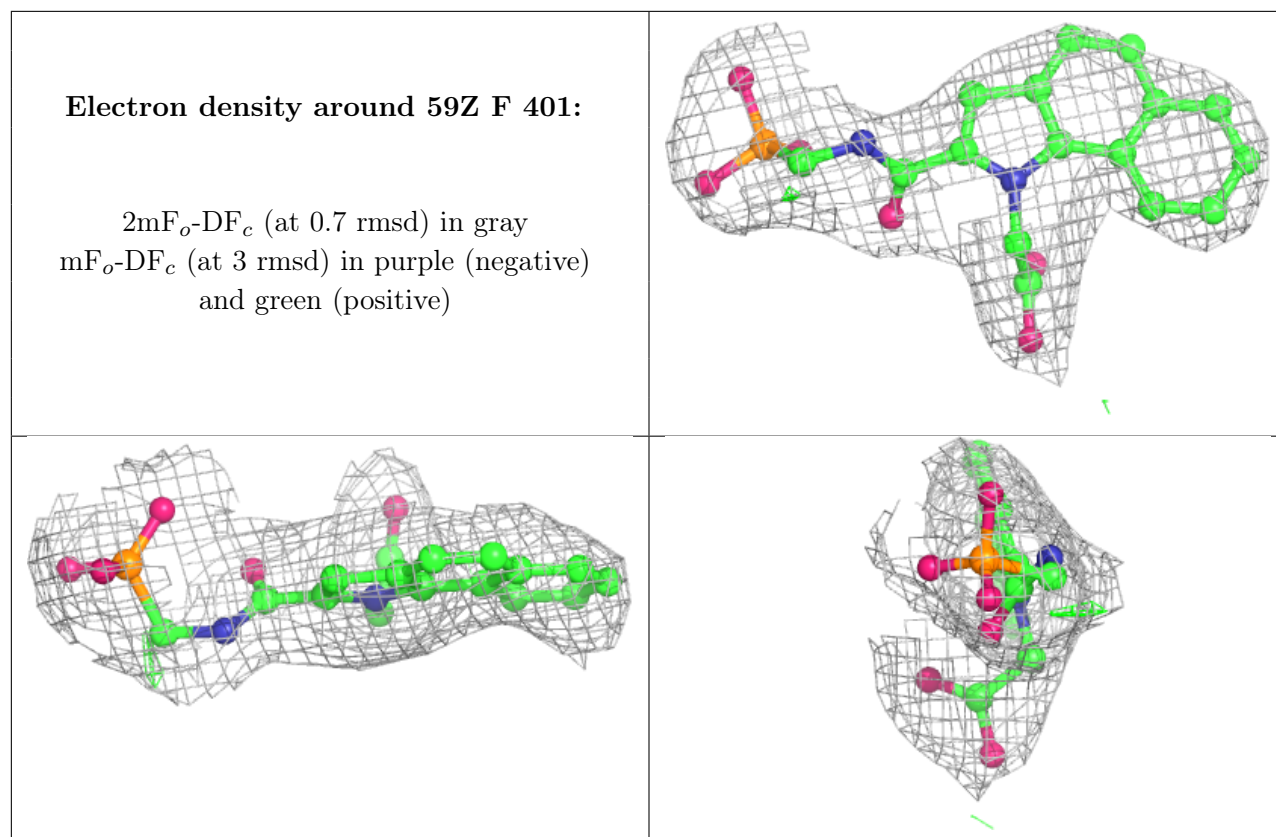 Electron density around 59Z F 401:
2mFo-DFc (at 0.7 rmsd) in gray
mFo-DFc (at 3 rmsd) in purple (negative)
and green (positive)